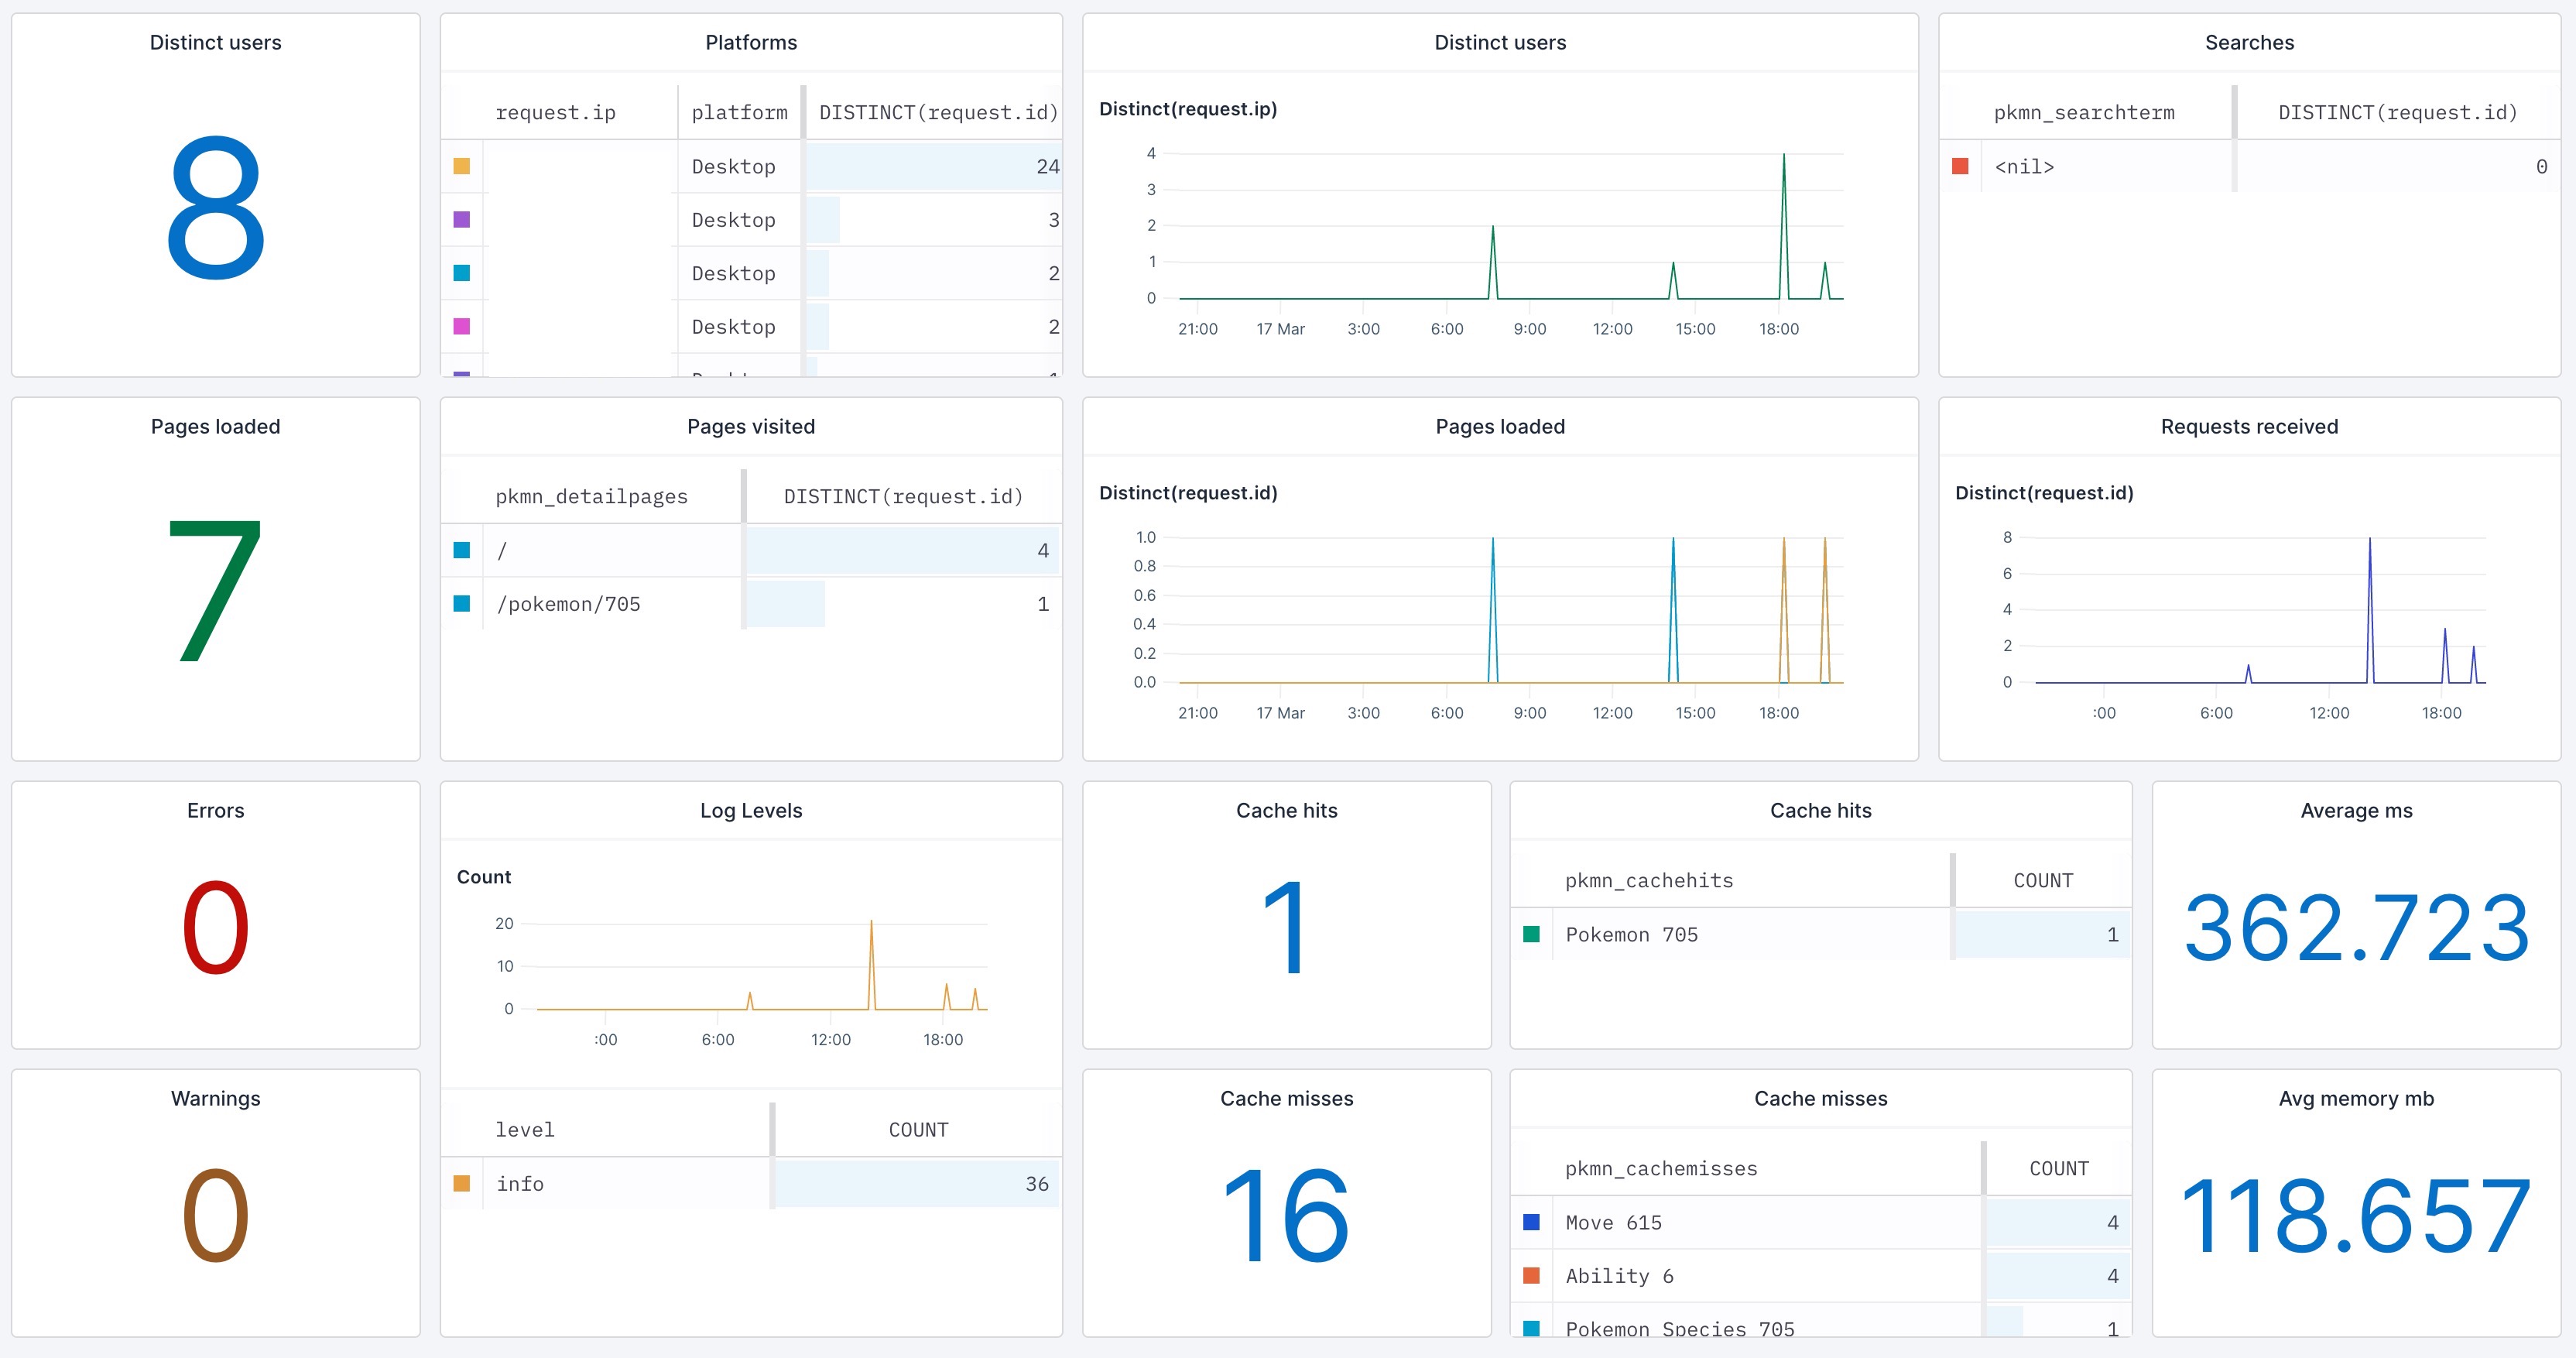 Distinct users
8
Platforms
request.ip platform DISTINCT(request.id)
Desktop 24
Desktop 3
Desktop 2
Desktop 2
Distinct users
Distinct(request.ip)
4
3
2
1
0
21:00 17 Mar 3:00 6:00 9:00 12:00 15:00 18:00
Searches
pkmn_searchterm DISTINCT(request.id)
<nil> 0
Pages loaded
7
Pages visited
pkmn_detailpages DISTINCT(request.id)
/ 4
/pokemon/705 1
Pages loaded
Distinct(request.id)
1.0
0.8
0.6
0.4
0.2
0.0
21:00 17 Mar 3:00 6:00 9:00 12:00 15:00 18:00
Requests received
Distinct(request.id)
8
6
4
2
0
:00 6:00 12:00 18:00
Errors
0
Log Levels
Count
20
10
0
:00 6:00 12:00 18:00
level COUNT
info 36
Cache hits
1
Cache hits
pkmn_cachehits COUNT
Pokemon 705 1
Average ms
362.723
Warnings
0
Cache misses
16
Cache misses
pkmn_cachemisses COUNT
Move 615 4
Ability 6 4
Pokemon Species 705 1
Avg memory mb
118.657